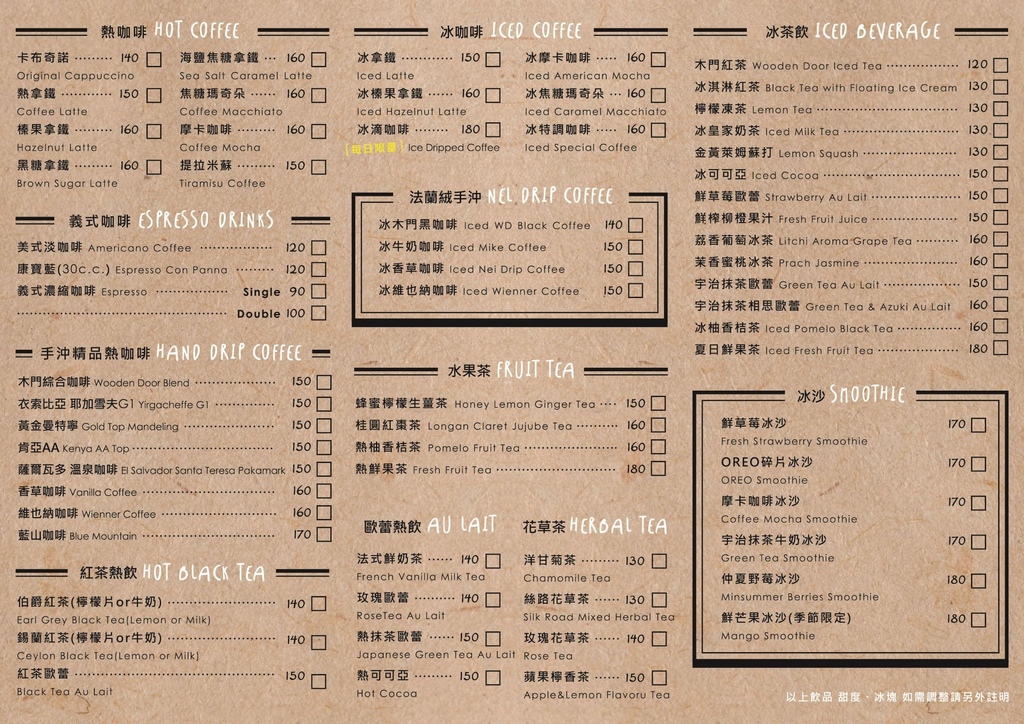 熱咖啡 HOT COFFEE
卡布奇諾 140
Original Cappuccino
熱拿鐵 150
Coffee Latte
榛果拿鐵 160
Hazelnut Latte
黑糖拿鐵 160
Brown Sugar Latte
海鹽焦糖拿鐵 160
Sea Salt Caramel Latte
焦糖瑪奇朵 160
Coffee Macchiato
摩卡咖啡 160
Coffee Mocha
提拉米蘇 150
Tiramisu Coffee
義式咖啡 ESPRESSO DRINKS
美式淡咖啡 Americano Coffee 120
康寶藍(30c.c.) Espresso Con Panna 120
義式濃縮咖啡 Espresso Single 90
Double 100
手沖精品熱咖啡 HAND DRIP COFFEE
木門綜合咖啡 Wooden Door Blend 150
衣索比亞 耶加雪夫G1 Yirgacheffe G1 150
黃金曼特寧 Gold Top Mandeling 150
肯亞AA Kenya AA Top 150
薩爾瓦多 溫泉咖啡 El Salvador Santa Teresa Pakamark 150
香草咖啡 Vanilla Coffee 160
維也納咖啡 Wienner Coffee 160
藍山咖啡 Blue Mountain 170
紅茶熱飲 HOT BLACK TEA
伯爵紅茶(檸檬片or牛奶) 140
Earl Grey Black Tea(Lemon or Milk)
錫蘭紅茶(檸檬片or牛奶) 140
Ceylon Black Tea(Lemon or Milk)
紅茶歐蕾 150
Black Tea Au Lait
冰咖啡 ICED COFFEE
冰拿鐵 150
Iced Latte
冰榛果拿鐵 160
Iced Hazelnut Latte
冰滴咖啡 180
[每日限量] Ice Dripped Coffee
冰摩卡咖啡 160
Iced American Mocha
冰焦糖瑪奇朵 160
Iced Caramel Macchiato
冰特調咖啡 160
Iced Special Coffee
法蘭絨手沖 NEL DRIP COFFEE
冰木門黑咖啡 Iced WD Black Coffee 140
冰牛奶咖啡 Iced Mike Coffee 150
冰香草咖啡 Iced Nei Drip Coffee 150
冰維也納咖啡 Iced Wienner Coffee 150
水果茶 FRUIT TEA
蜂蜜檸檬生薑茶 Honey Lemon Ginger Tea 150
桂圓紅棗茶 Longan Claret Jujube Tea 160
熱柚香桔茶 Pomelo Fruit Tea 160
熱鮮果茶 Fresh Fruit Tea 180
歐蕾熱飲 AU LAIT
法式鮮奶茶 140
French Vanilla Milk Tea
玫瑰歐蕾 140
RoseTea Au Lait
熱抹茶歐蕾 150
Japanese Green Tea Au Lait
熱可可亞 150
Hot Cocoa
花草茶 HERBAL TEA
洋甘菊茶 130
Chamomile Tea
絲路花草茶 130
Silk Road Mixed Herbal Tea
玫瑰花草茶 140
Rose Tea
蘋果檸香茶 150
Apple&Lemon Flavoru Tea
冰茶飲 ICED BEVERAGE
木門紅茶 Wooden Door Iced Tea 120
冰淇淋紅茶 Black Tea with Floating Ice Cream 130
檸檬凍茶 Lemon Tea 130
冰皇家奶茶 Iced Milk Tea 130
金黃萊姆蘇打 Lemon Squash 130
冰可可亞 Iced Cocoa 150
鮮草莓歐蕾 Strawberry Au Lait 150
鮮榨柳橙果汁 Fresh Fruit Juice 150
荔香葡萄冰茶 Litchi Aroma Grape Tea 160
茉香蜜桃冰茶 Prach Jasmine 160
宇治抹茶歐蕾 Green Tea Au Lait 150
宇治抹茶相思歐蕾 Green Tea & Azuki Au Lait 160
冰柚香桔茶 Iced Pomelo Black Tea 160
夏日鮮果茶 Iced Fresh Fruit Tea 180
冰沙 SMOOTHIE
鮮草莓冰沙 170
Fresh Strawberry Smoothie
OREO碎片冰沙 170
OREO Smoothie
摩卡咖啡冰沙 170
Coffee Mocha Smoothie
宇治抹茶牛奶冰沙 170
Green Tea Smoothie
仲夏野莓冰沙 180
Minsummer Berries Smoothie
鮮芒果冰沙(季節限定) 180
Mango Smoothie
以上飲品 甜度、冰塊 如需調整請另外註明